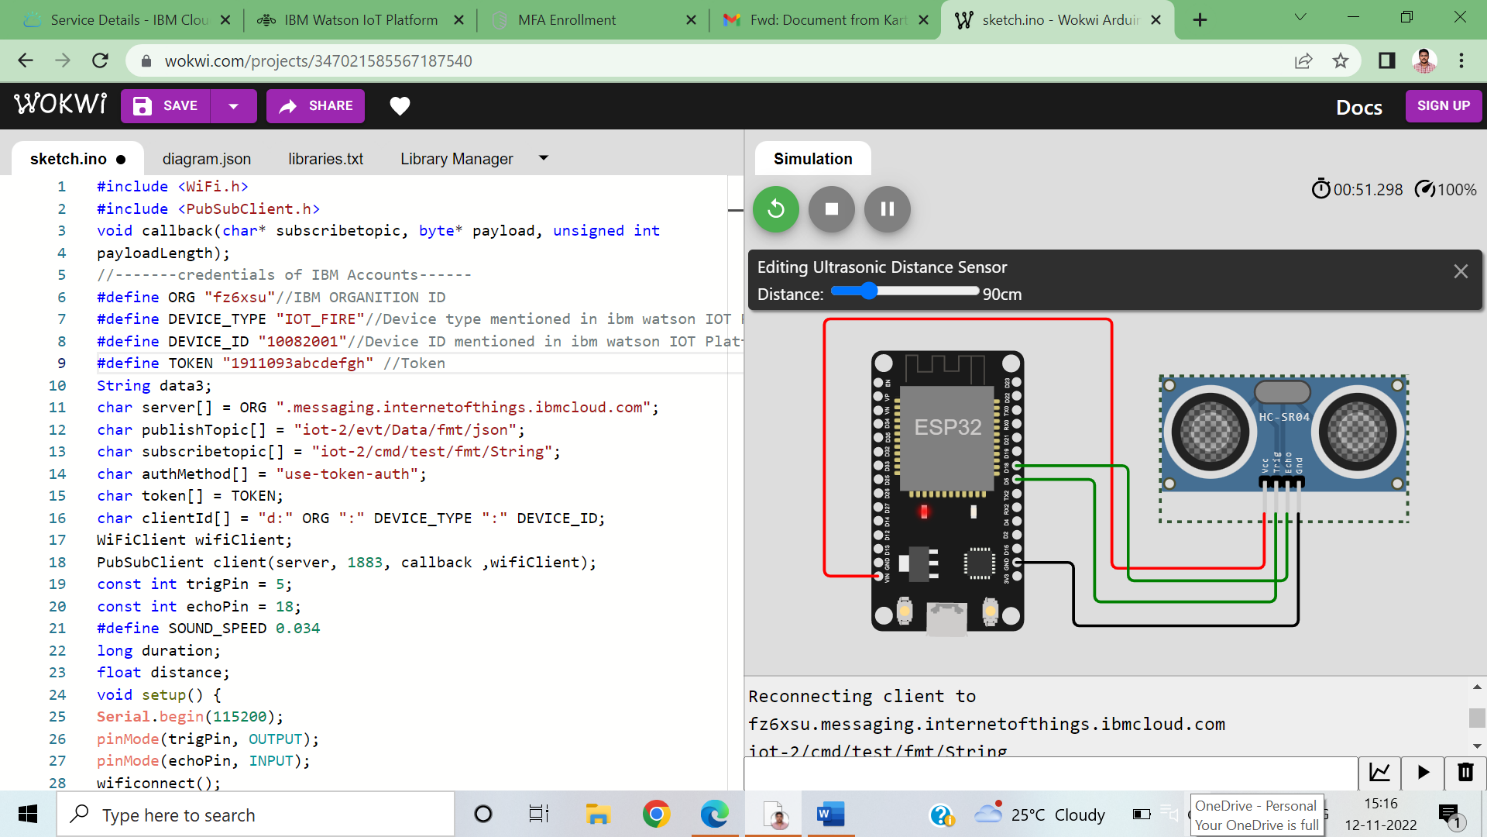 Service Details - IBM Clou
IBM Watson IoT Platform
MFA Enrollment
Fwd: Document from Kart
sketch.ino - Wokwi Ardui
wokwi.com/projects/347021585567187540
WOKWI
SAVE
SHARE
Docs
SIGN UP
sketch.ino
diagram.json
libraries.txt
Library Manager
Simulation
1 #include <WiFi.h>
2 #include <PubSubClient.h>
3 void callback(char* subscribetopic, byte* payload, unsigned int
4 payloadLength);
5 //-------credentials of IBM Accounts------
6 #define ORG "fz6xsu"//IBM ORGANITION ID
7 #define DEVICE_TYPE "IOT_FIRE"//Device type mentioned in ibm watson IOT
8 #define DEVICE_ID "10082001"//Device ID mentioned in ibm watson IOT Plat
9 #define TOKEN "1911093abcdefgh" //Token
10 String data3;
11 char server[] = ORG ".messaging.internetofthings.ibmcloud.com";
12 char publishTopic[] = "iot-2/evt/Data/fmt/json";
13 char subscribetopic[] = "iot-2/cmd/test/fmt/String";
14 char authMethod[] = "use-token-auth";
15 char token[] = TOKEN;
16 char clientId[] = "d:" ORG ":" DEVICE_TYPE ":" DEVICE_ID;
17 WiFiClient wifiClient;
18 PubSubClient client(server, 1883, callback ,wifiClient);
19 const int trigPin = 5;
20 const int echoPin = 18;
21 #define SOUND_SPEED 0.034
22 long duration;
23 float distance;
24 void setup() {
25 Serial.begin(115200);
26 pinMode(trigPin, OUTPUT);
27 pinMode(echoPin, INPUT);
28 wificonnect();
00:51.298 100%
Editing Ultrasonic Distance Sensor
Distance: 90cm
ESP32
HC-SR04
Vcc
Trig
Echo
Gnd
Reconnecting client to
fz6xsu.messaging.internetofthings.ibmcloud.com
iot-2/cmd/test/fmt/String
Type here to search
25°C Cloudy
OneDrive - Personal
Your OneDrive is full
15:16
12-11-2022
1